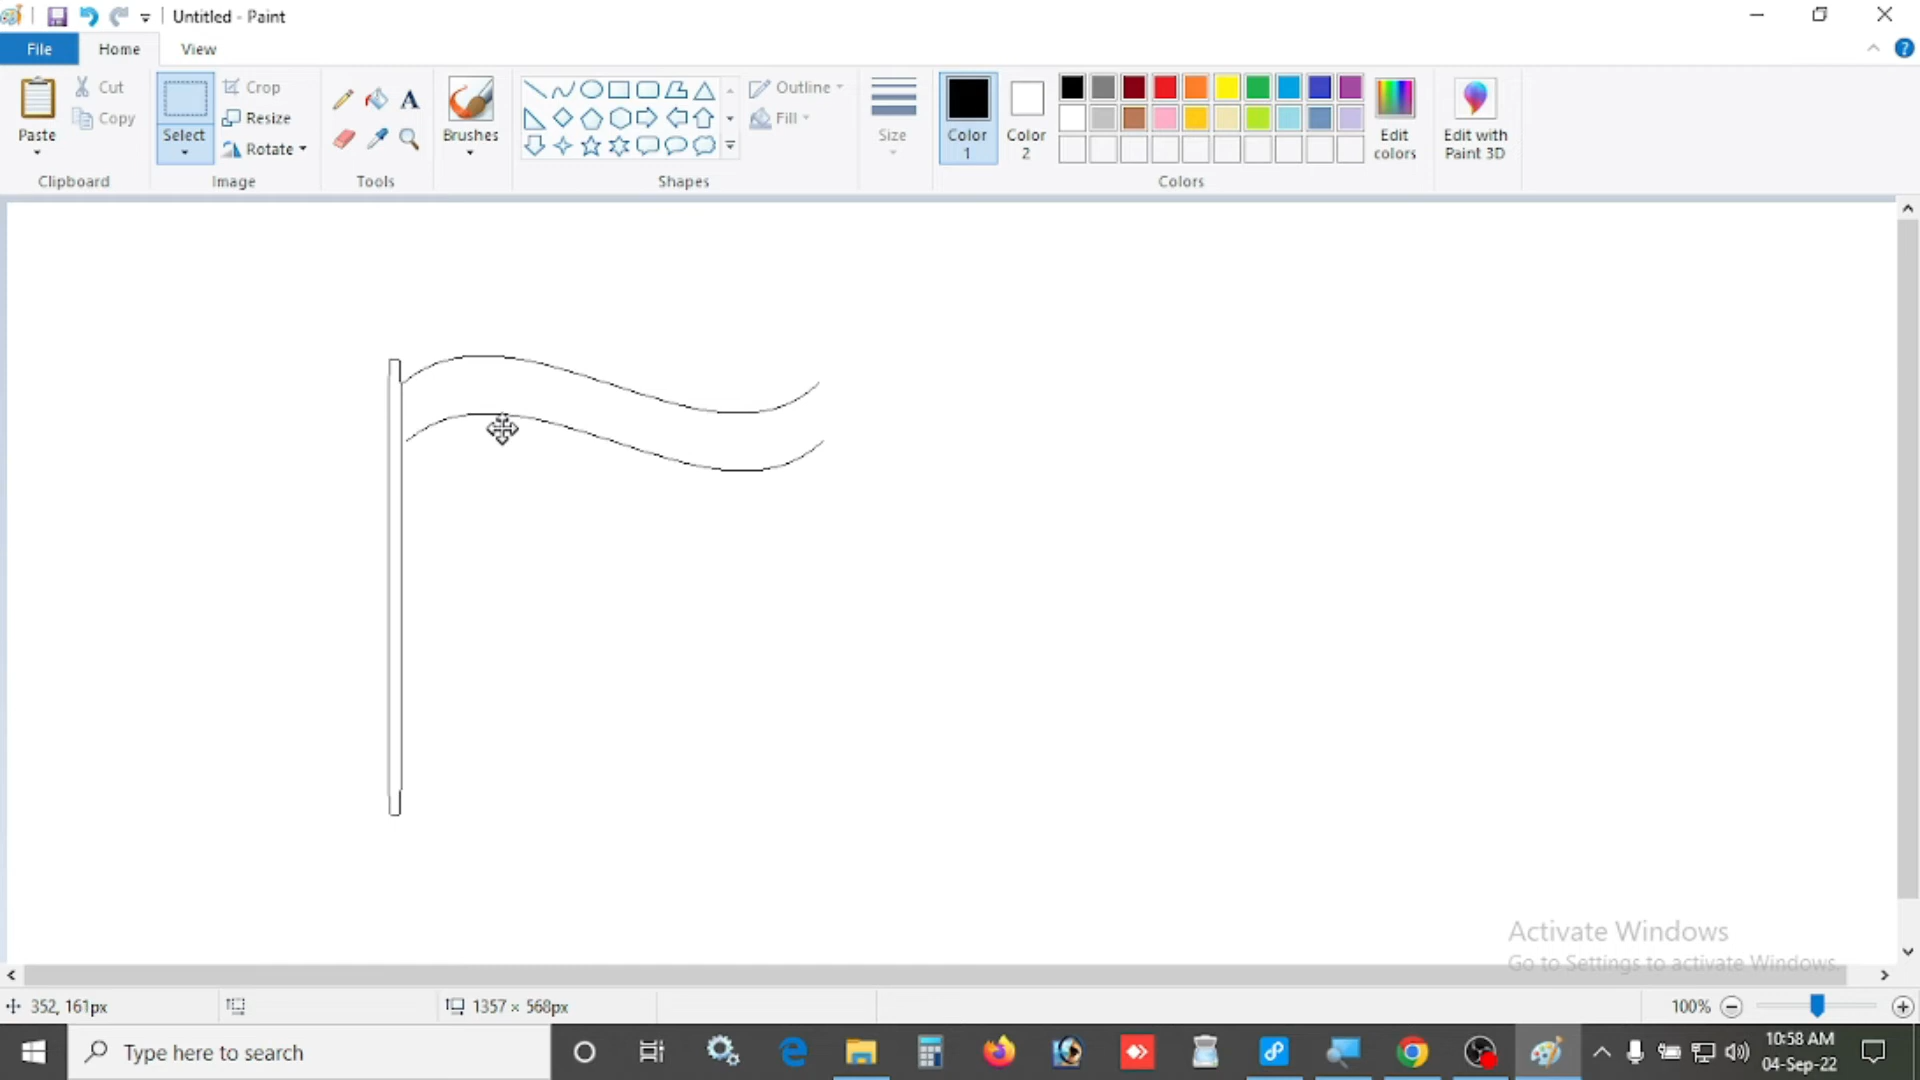 Untitled - Paint
File Home View
Paste
Cut
Copy
Clipboard
Select
Crop
Resize
Rotate
Image
A
Tools
Brushes
Outline
Fill
Shapes
Size
Color 1
Color 2
Edit colors
Colors
Edit with Paint 3D
Activate Windows
Go to Settings to activate Windows.
352, 161px
1357 × 568px
100%
Type here to search
10:58 AM
04-Sep-22